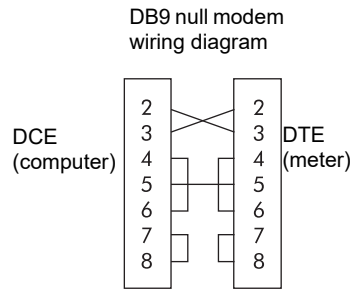 DB9 null modem
wiring diagram
DCE
(computer)
2
3
4
5
6
7
8
2
3
4
5
6
7
8
DTE
(meter)